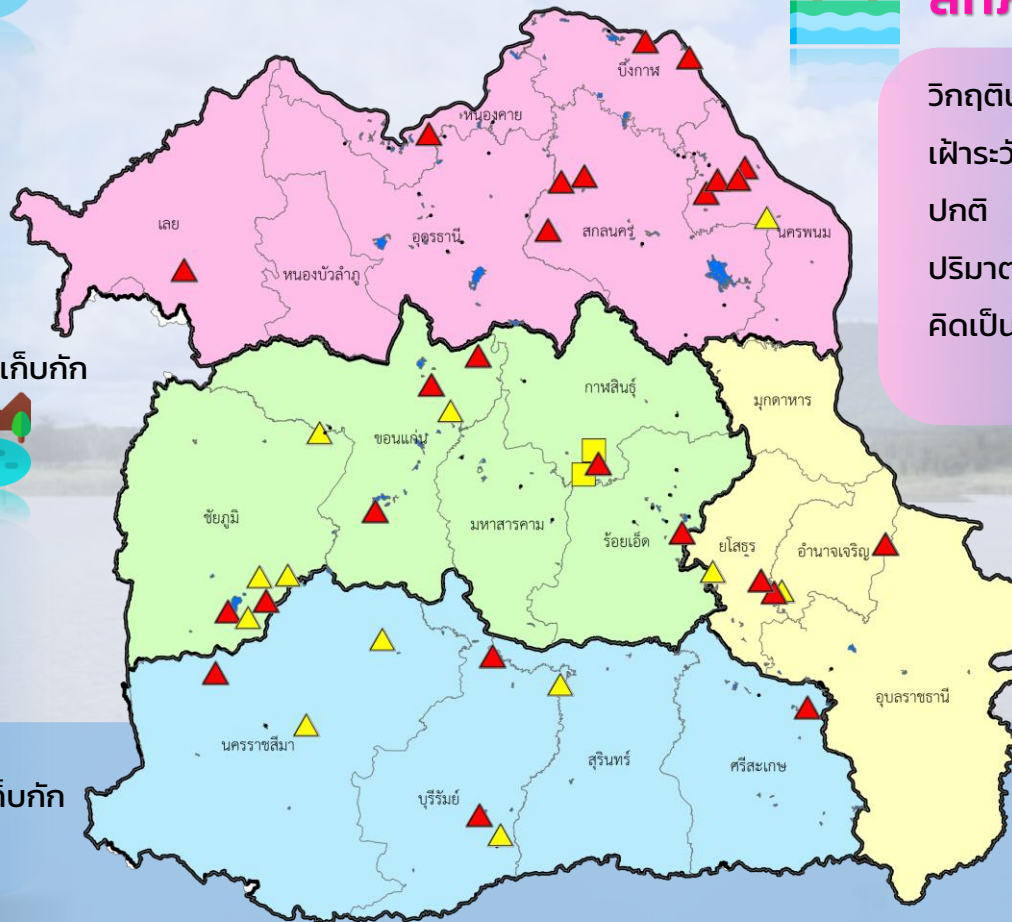 วิกฤติ
เฝ้าระวัง
ปกติ
คิดเป็น
เก็บกัก
ก็บกัก
บึงกาฬ
หนองคาย
เลย
อุดรธานี
สกลนคร
นครพนม
หนองบัวลำภู
กาฬสินธุ์
มุกดาหาร
ขอนแก่น
ชัยภูมิ
มหาสารคาม
ร้อยเอ็ด
ยโสธร
อำนาจเจริญ
อุบลราชธานี
นครราชสีมา
สุรินทร์
ศรีสะเกษ
บุรีรัมย์